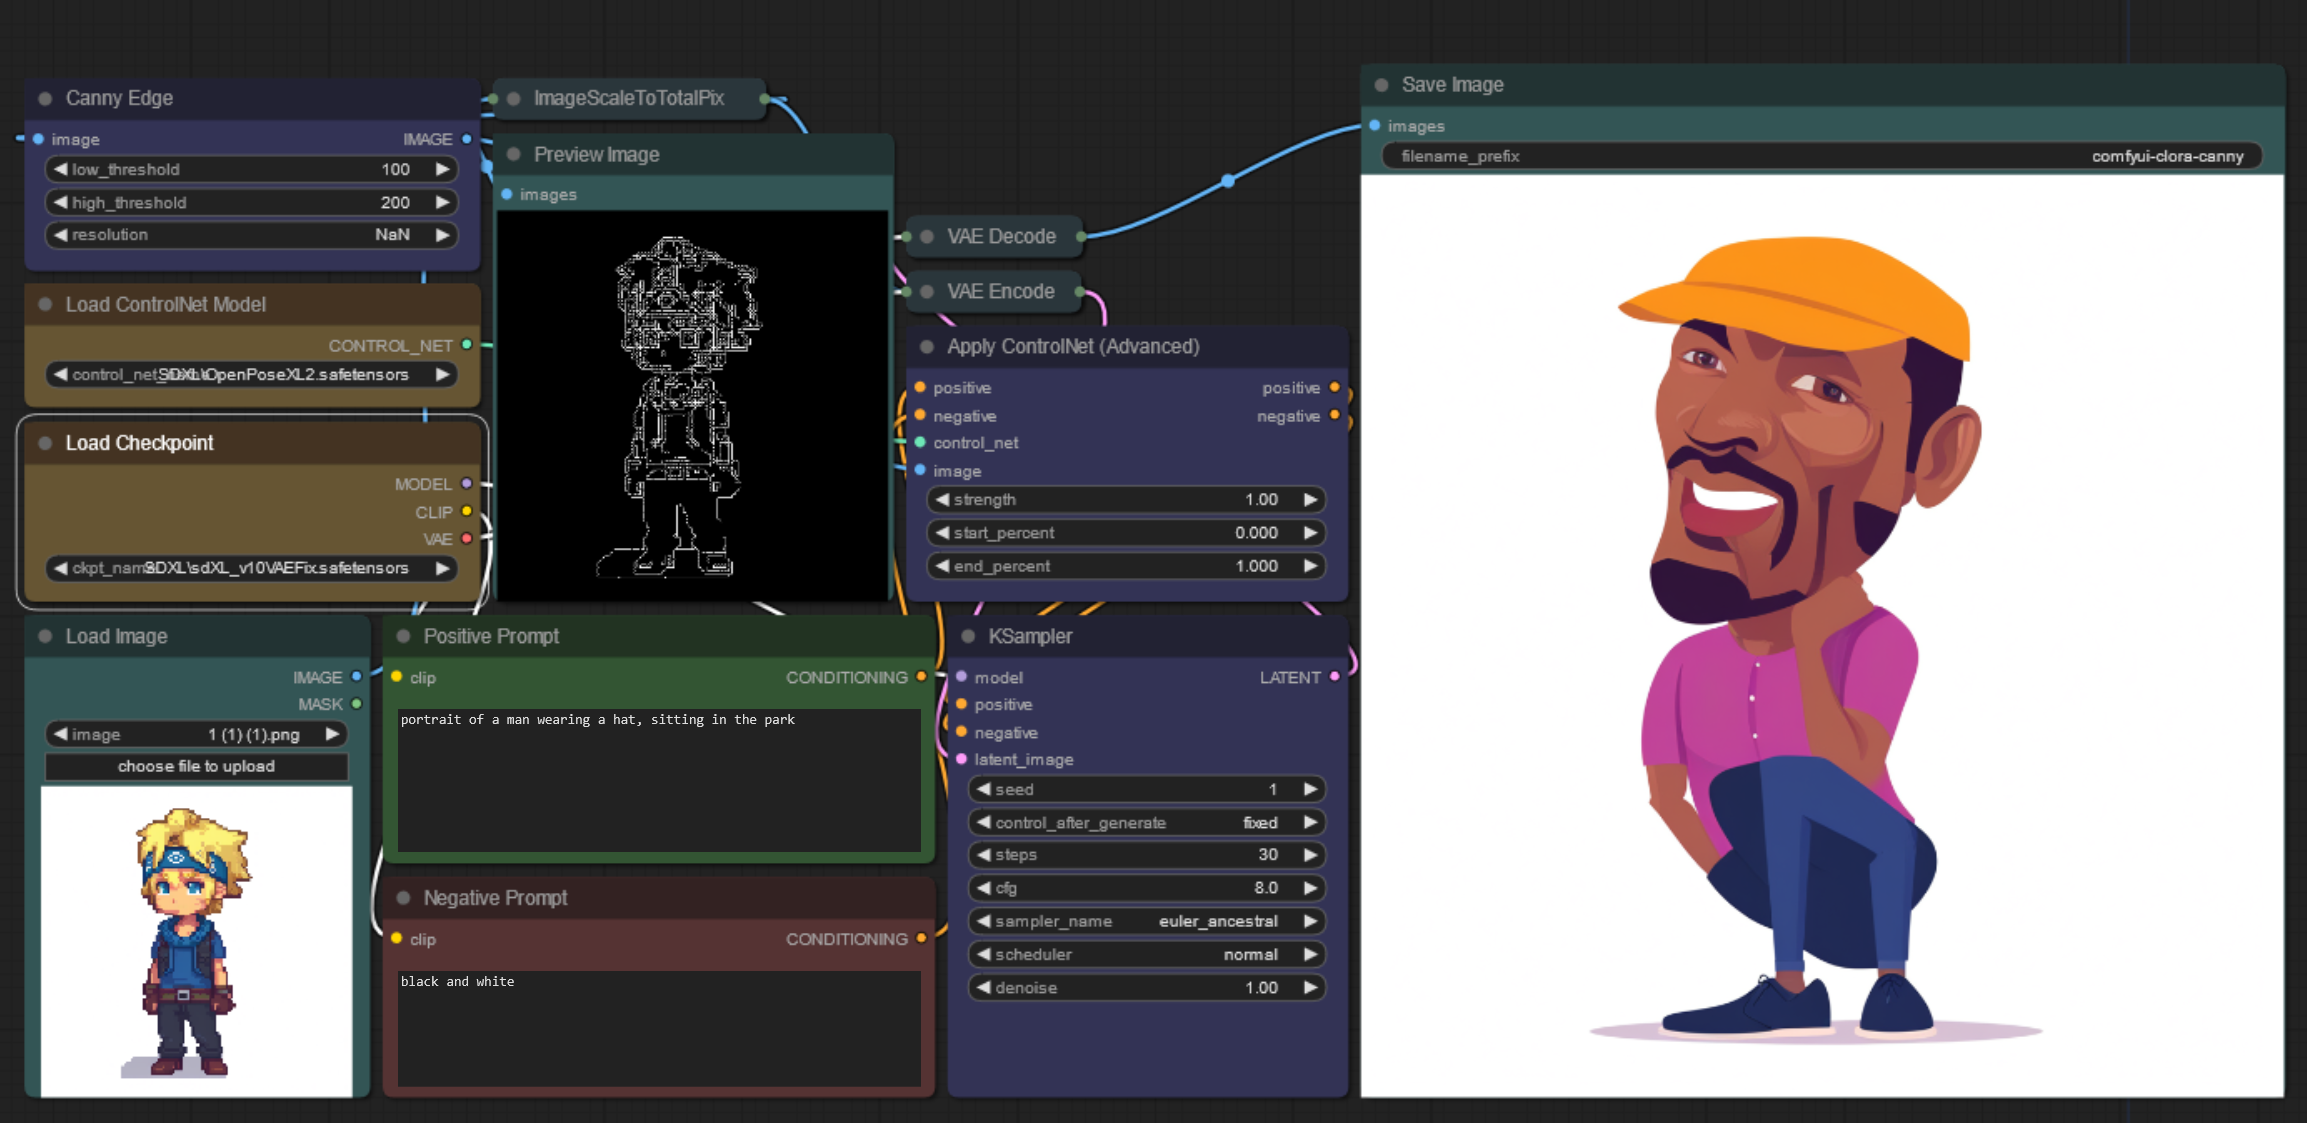 Canny Edge
image IMAGE
low_threshold 100
high_threshold 200
resolution NaN
Load ControlNet Model
CONTROL_NET
SDXL\OpenPoseXL2.safetensors
Load Checkpoint
MODEL
CLIP
VAE
SDXL\sdXL_v10VAEFix.safetensors
Load Image
IMAGE
MASK
image 1 (1) (1).png
choose file to upload
ImageScaleToTotalPix
Preview Image
images
Positive Prompt
clip CONDITIONING
portrait of a man wearing a hat, sitting in the park
Negative Prompt
clip CONDITIONING
black and white
VAE Decode
VAE Encode
Apply ControlNet (Advanced)
positive positive
negative negative
control_net
image
strength 1.00
start_percent 0.000
end_percent 1.000
KSampler
model LATENT
positive
negative
latent_image
seed 1
control_after_generate fixed
steps 30
cfg 8.0
sampler_name euler_ancestral
scheduler normal
denoise 1.00
Save Image
images
filename_prefix comfyui-clora-canny